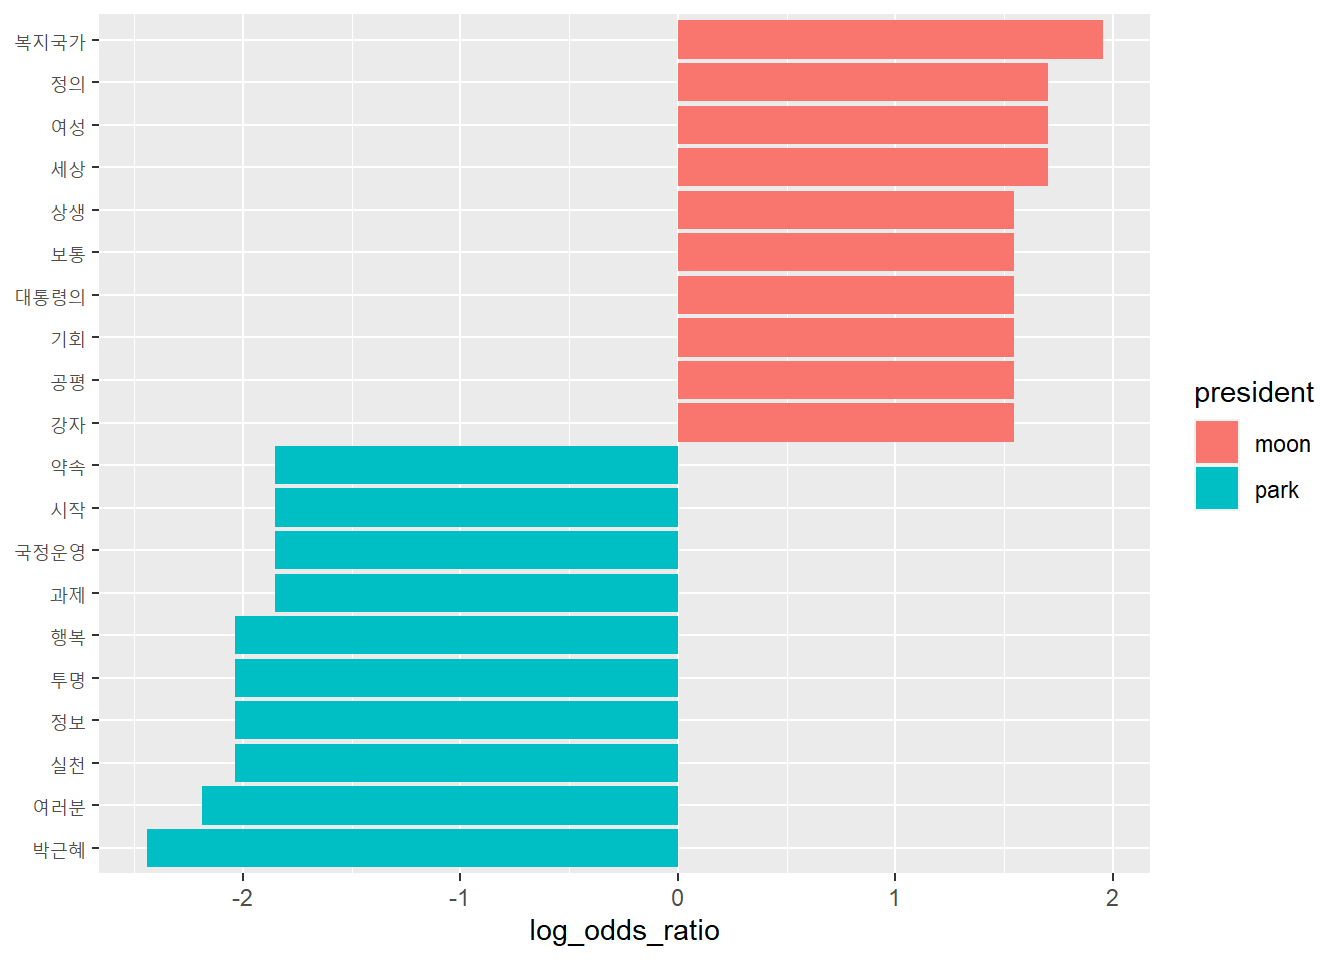 복지국가
정의
여성
세상
상생
보통
대통령의
기회
공평
강자
약속
시작
국정운영
과제
행복
투명
정보
실천
여러분
박근혜
-2 -1 0 1 2
log_odds_ratio
president
moon
park